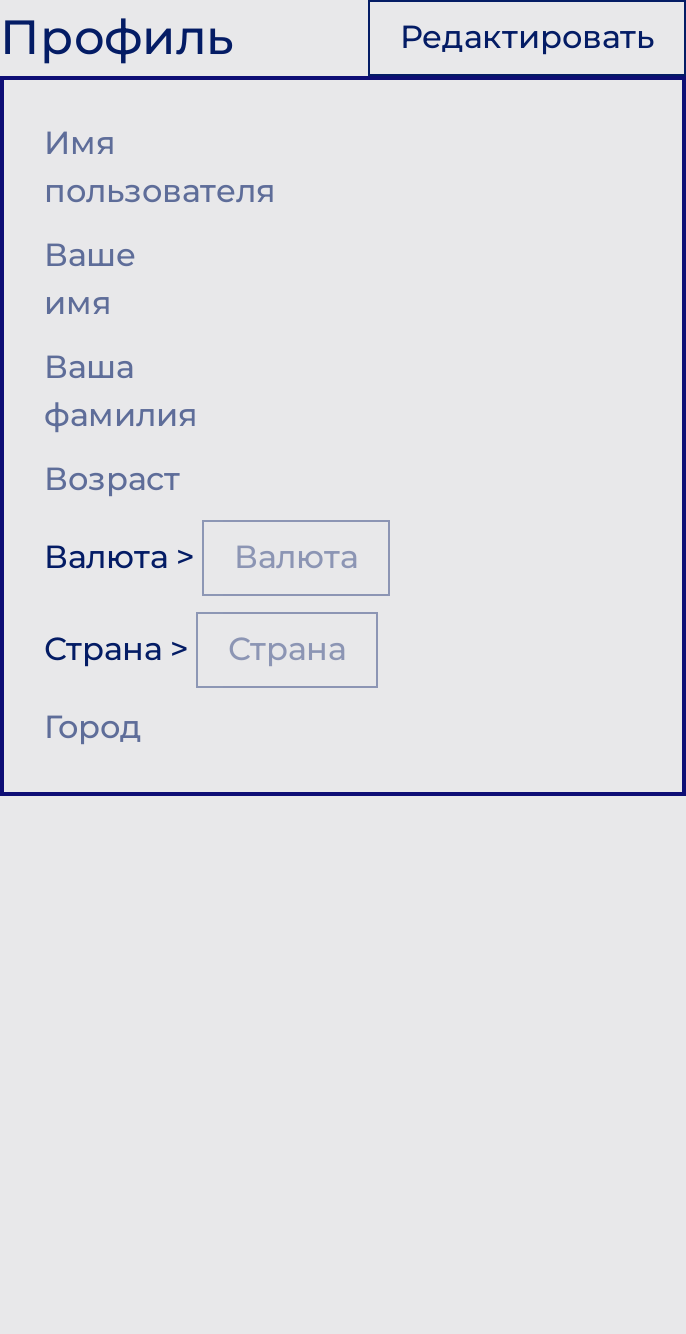 Профиль
Редактировать
Имя
пользователя
Ваше
имя
Ваша
фамилия
Возраст
Валюта > Валюта
Страна > Страна
Город